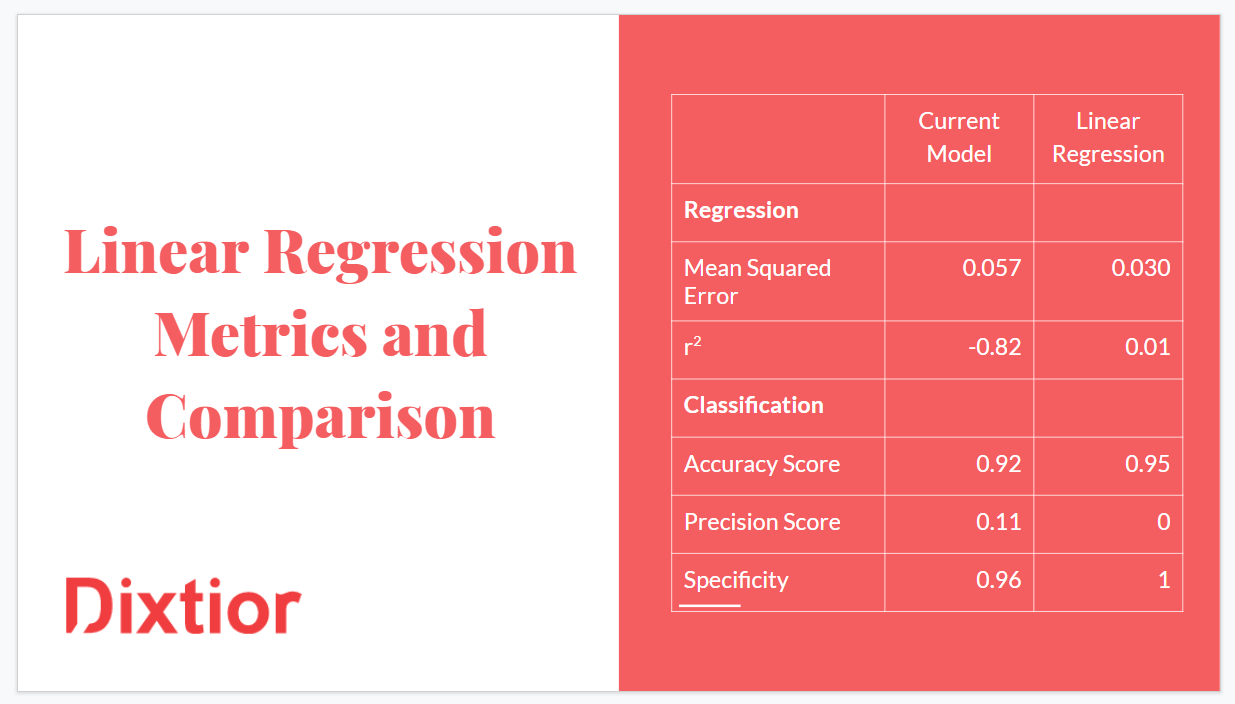 Linear Regression
Metrics and
Comparison
Dixtior
Current Model Linear Regression
Regression
Mean Squared Error 0.057 0.030
r² -0.82 0.01
Classification
Accuracy Score 0.92 0.95
Precision Score 0.11 0
Specificity 0.96 1